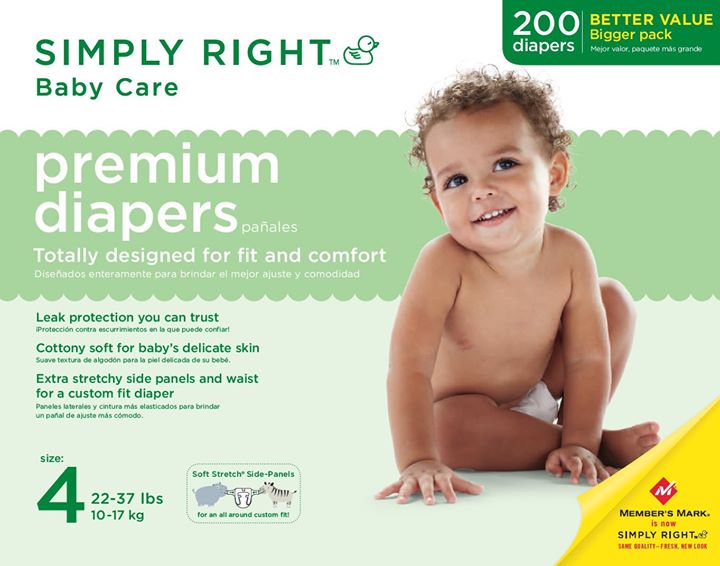 SIMPLY RIGHT™
Baby Care
200
diapers
BETTER VALUE
Bigger pack
Mejor valor, paquete más grande
premium
diapers
pañales
Totally designed for fit and comfort
Diseñados enteramente para brindar el mejor ajuste y comodidad
Leak protection you can trust
¡Protección contra escurrimientos en la que puede confiar!
Cottony soft for baby's delicate skin
Suave textura de algodón para la piel delicada de su bebé.
Extra stretchy side panels and waist
for a custom fit diaper
Paneles laterales y cintura más elasticados para brindar
un pañal de ajuste más cómodo.
size:
4
22-37 lbs
10-17 kg
Soft Stretch® Side-Panels
for an all around custom fit!
MEMBER'S MARK®
is now
SIMPLY RIGHT™
SAME QUALITY–FRESH, NEW LOOK